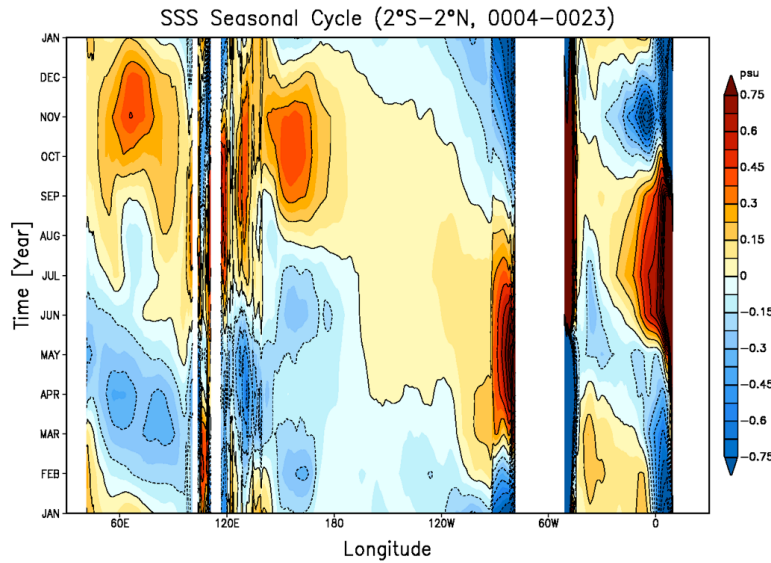 SSS Seasonal Cycle (2°S−2°N, 0004−0023)
psu
JAN
DEC
NOV
OCT
SEP
AUG
JUL
JUN
MAY
APR
MAR
FEB
JAN
Time [Year]
0.75
0.6
0.45
0.3
0.15
0
-0.15
-0.3
-0.45
-0.6
-0.75
60E 120E 180 120W 60W 0
Longitude